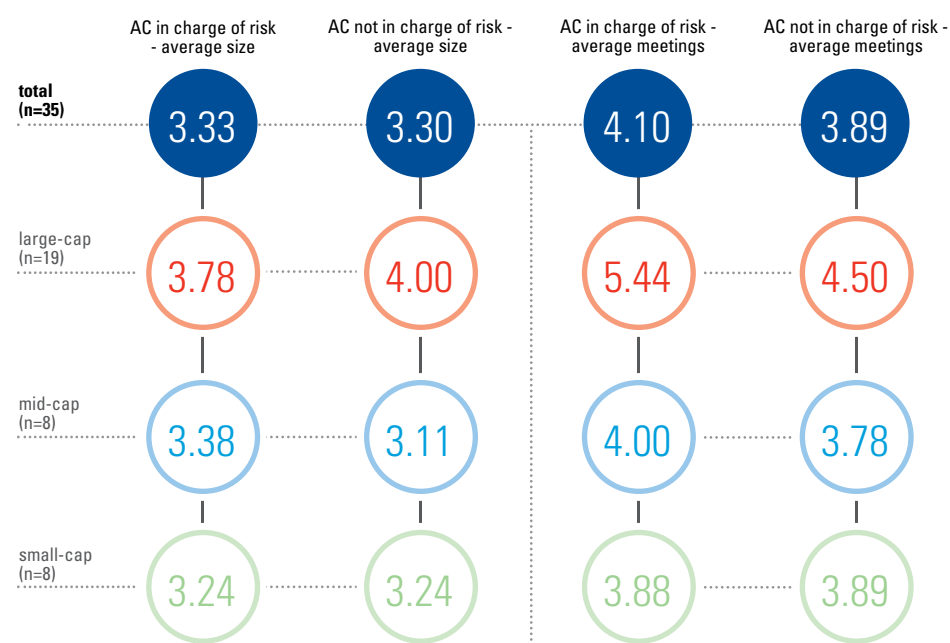 AC in charge of risk
- average size
AC not in charge of risk -
average size
AC in charge of risk -
average meetings
AC not in charge of risk -
average meetings
total
(n=35)
3.33
3.30
4.10
3.89
large-cap
(n=19)
3.78
4.00
5.44
4.50
mid-cap
(n=8)
3.38
3.11
4.00
3.78
small-cap
(n=8)
3.24
3.24
3.88
3.89